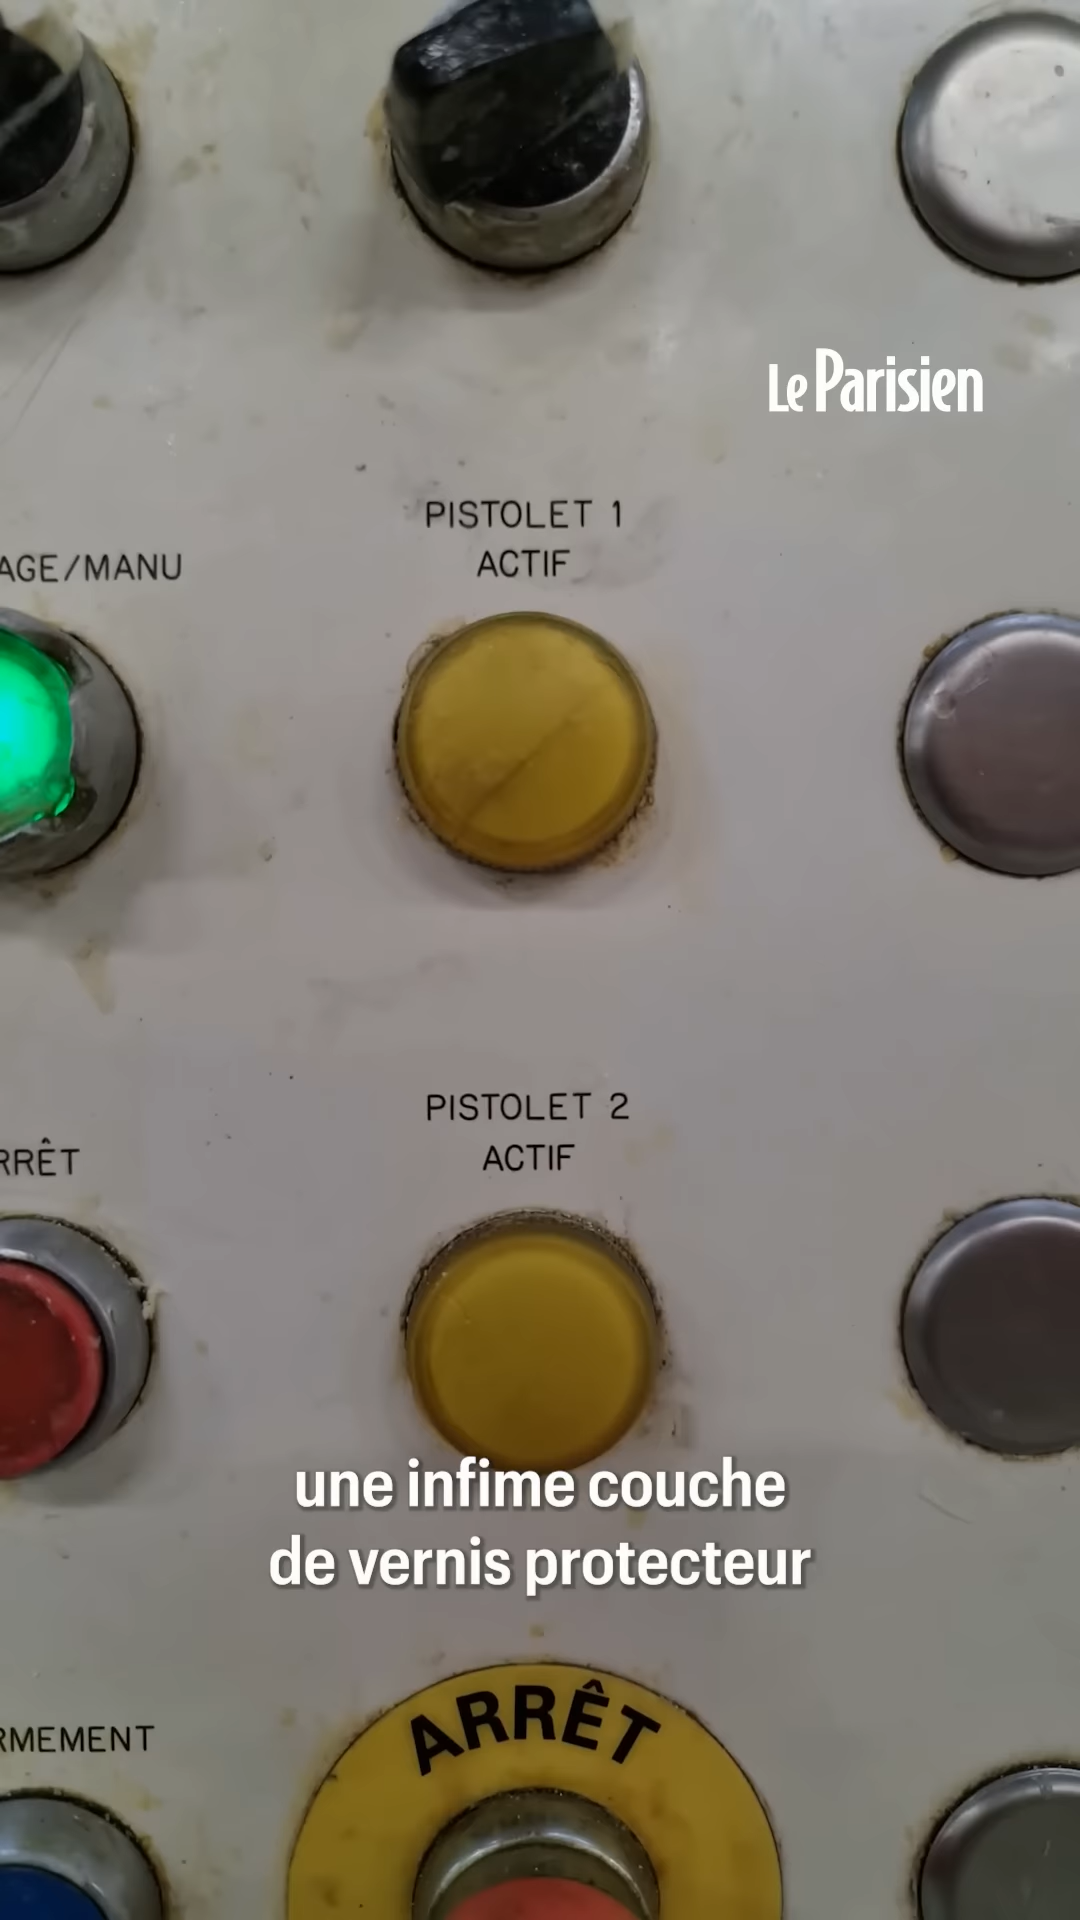 Le Parisien
PISTOLET 1
ACTIF
AGE/MANU
PISTOLET 2
ACTIF
RRÊT
une infime couche
de vernis protecteur
ARRÊT
RMEMENT